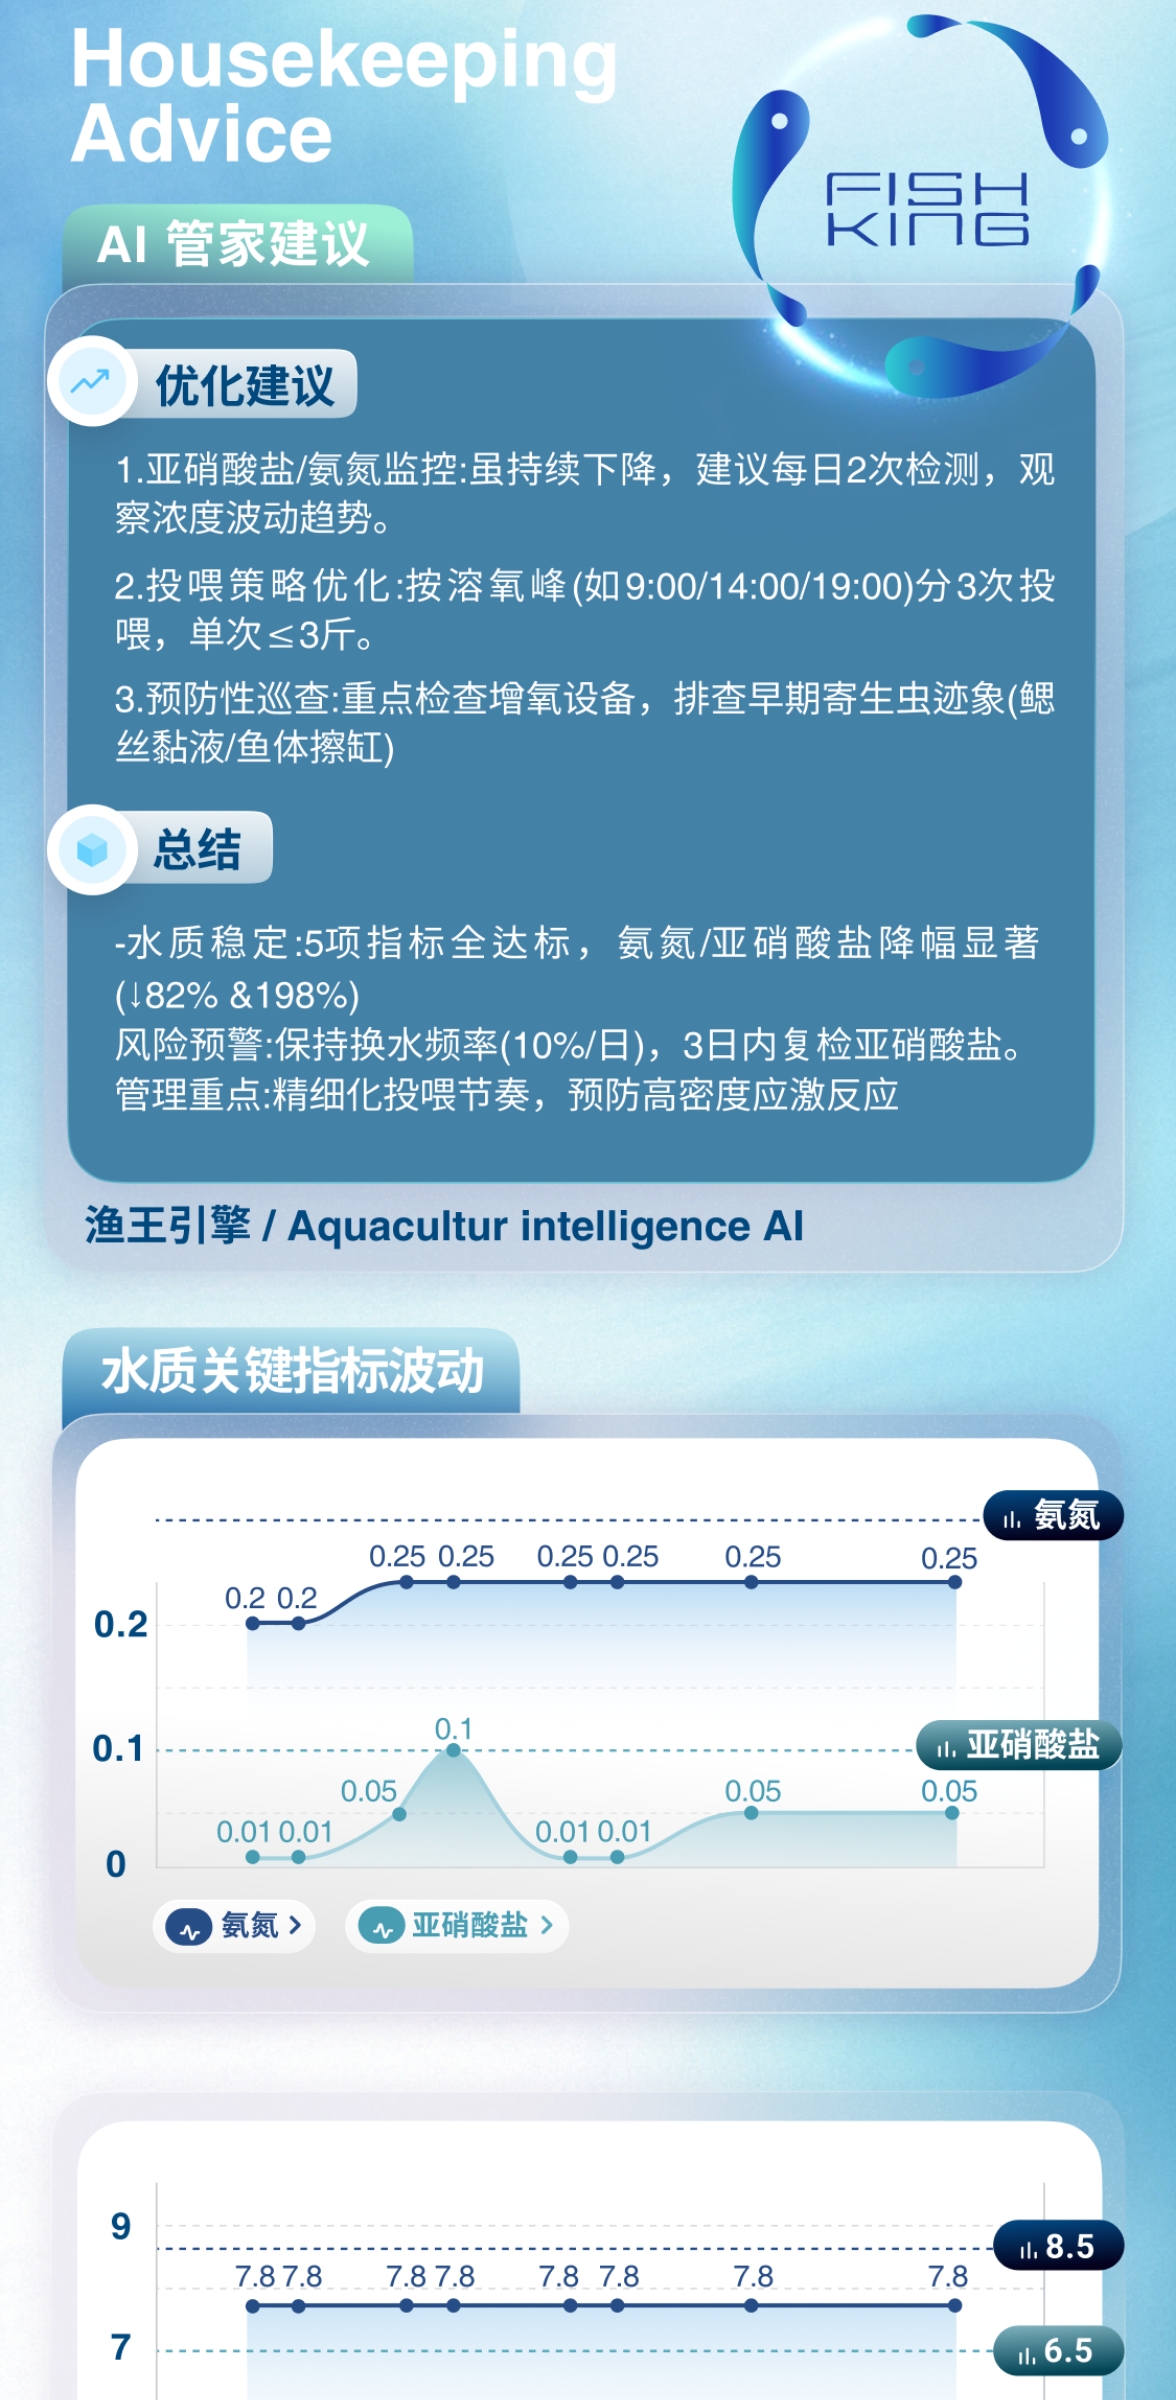 Housekeeping
Advice
FISH
KING
AI 管家建议
优化建议
1.亚硝酸盐/氨氮监控:虽持续下降，建议每日2次检测，观
察浓度波动趋势。
2.投喂策略优化:按溶氧峰(如9:00/14:00/19:00)分3次投
喂，单次≤3斤。
3.预防性巡查:重点检查增氧设备，排查早期寄生虫迹象(鳃
丝黏液/鱼体擦缸)
总结
-水质稳定:5项指标全达标，氨氮/亚硝酸盐降幅显著
(↓82% &198%)
风险预警:保持换水频率(10%/日)，3日内复检亚硝酸盐。
管理重点:精细化投喂节奏，预防高密度应激反应
渔王引擎 / Aquacultur intelligence AI
水质关键指标波动
氨氮
0.25 0.25 0.25 0.25 0.25 0.25
0.2 0.2
0.2
0.1
0.1
亚硝酸盐
0.05 0.05 0.05
0.01 0.01 0.01 0.01
0
氨氮
亚硝酸盐
9
8.5
7.8 7.8 7.8 7.8 7.8 7.8 7.8 7.8
7
6.5